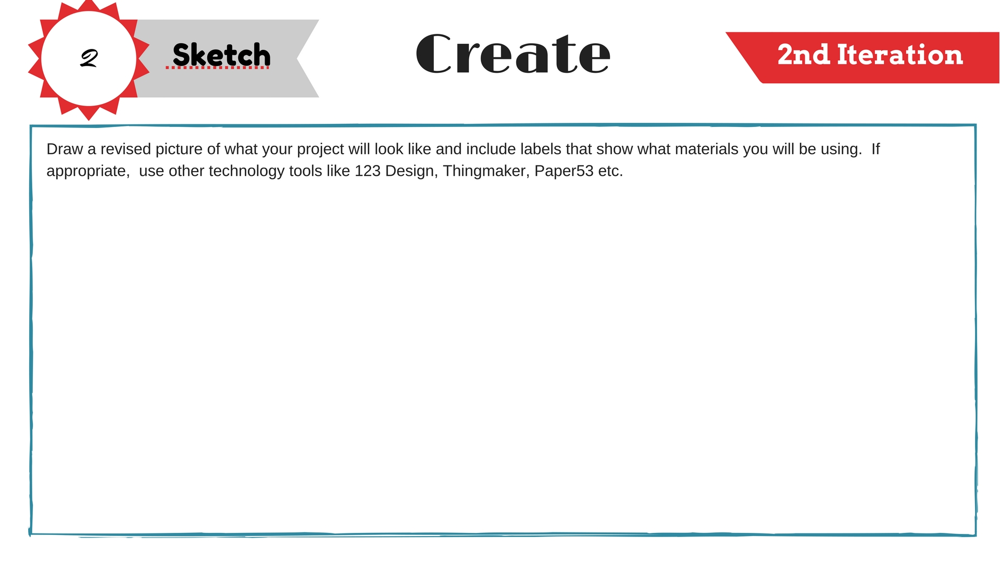 2
Sketch
Create
2nd Iteration
Draw a revised picture of what your project will look like and include labels that show what materials you will be using.  If
appropriate,  use other technology tools like 123 Design, Thingmaker, Paper53 etc.